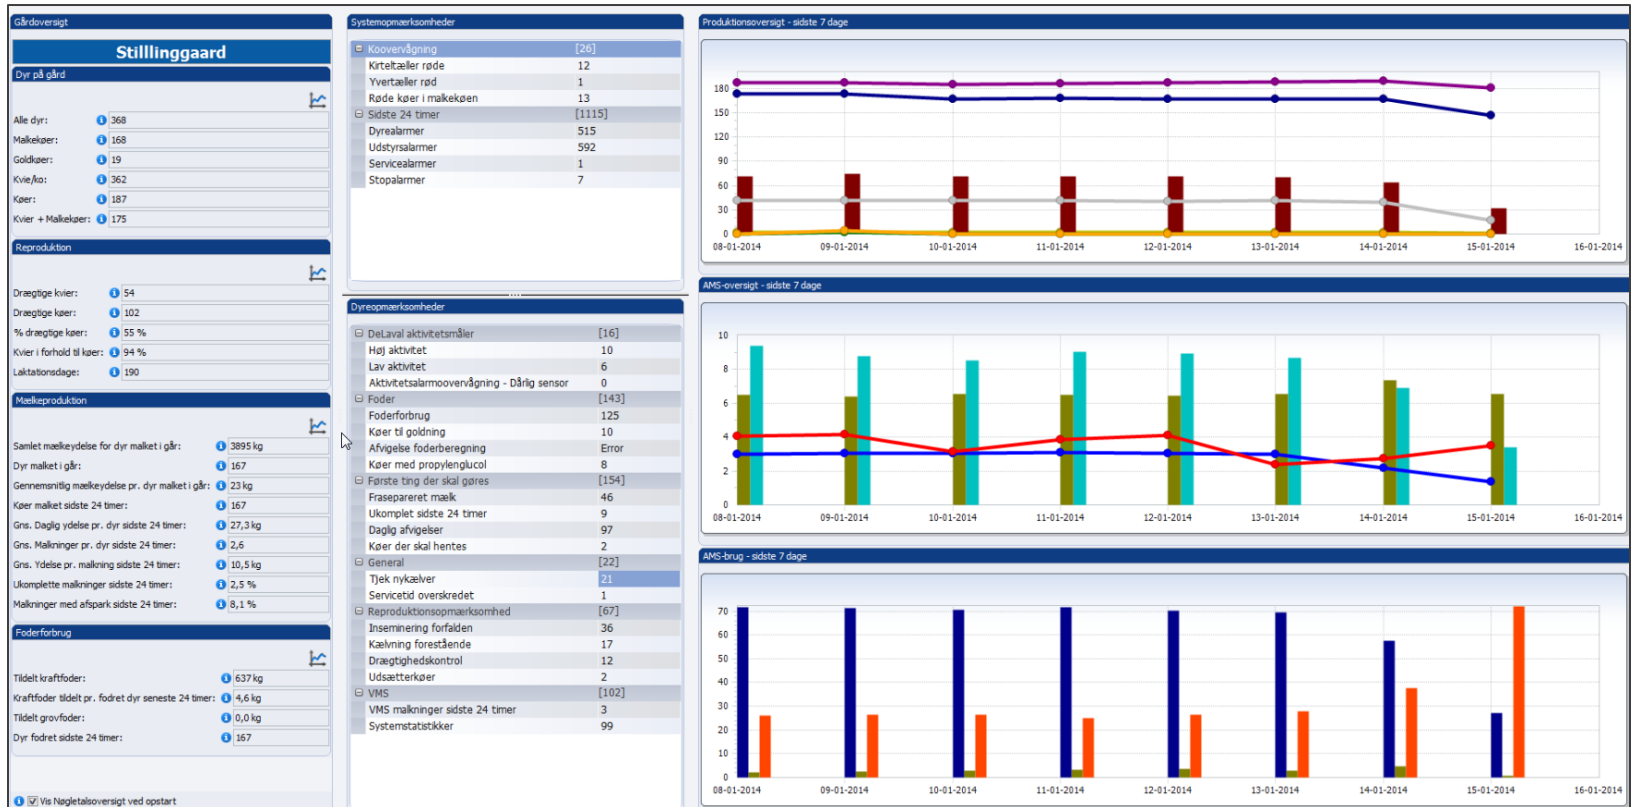 Gårdoversigt
Stilllinggaard
Dyr på gård
Alle dyr: 368
Malkekøer: 168
Goldkøer: 19
Kvie/ko: 362
Køer: 187
Kvier + Malkekøer: 175
Reproduktion
Drægtige kvier: 54
Drægtige køer: 102
% drægtige køer: 55 %
Kvier i forhold til køer: 94 %
Laktationsdage: 190
Mælkeproduktion
Samlet mælkeydelse for dyr malket i går: 3895 kg
Dyr malket i går: 167
Gennemsnitlig mælkeydelse pr. dyr malket i går: 23 kg
Køer malket sidste 24 timer: 167
Gns. Daglig ydelse pr. dyr sidste 24 timer: 27,3 kg
Gns. Malkninger pr. dyr sidste 24 timer: 2,6
Gns. Ydelse pr. malkning sidste 24 timer: 10,5 kg
Ukomplette malkninger sidste 24 timer: 2,5 %
Malkninger med afspark sidste 24 timer: 8,1 %
Foderforbrug
Tildelt kraftfoder: 637 kg
Kraftfoder tildelt pr. fodret dyr seneste 24 timer: 4,6 kg
Tildelt grovfoder: 0,0 kg
Dyr fodret sidste 24 timer: 167
Vis Nøgletalsoversigt ved opstart
Systemopmærksomheder
Koovervågning [26]
Kirteltæller røde 12
Yvertæller rød 1
Røde køer i malkekøen 13
Sidste 24 timer [1115]
Dyrealarmer 515
Udstyrsalarmer 592
Servicealarmer 1
Stopalarmer 7
Dyreopmærksomheder
DeLaval aktivitetsmåler [16]
Høj aktivitet 10
Lav aktivitet 6
Aktivitetsalarmoovervågning - Dårlig sensor 0
Foder [143]
Foderforbrug 125
Køer til goldning 10
Afvigelse foderberegning Error
Køer med propylenglucol 8
Første ting der skal gøres [154]
Frasepareret mælk 46
Ukomplet sidste 24 timer 9
Daglig afvigelser 97
Køer der skal hentes 2
General [22]
Tjek nykælver 21
Servicetid overskredet 1
Reproduktionsopmærksomhed [67]
Inseminering forfalden 36
Kælvning forestående 17
Drægtighedskontrol 12
Udsætterkøer 2
VMS [102]
VMS malkninger sidste 24 timer 3
Systemstatistikker 99
Produktionsoversigt - sidste 7 dage
180
150
120
90
60
30
0
08-01-2014 09-01-2014 10-01-2014 11-01-2014 12-01-2014 13-01-2014 14-01-2014 15-01-2014 16-01-2014
AMS-oversigt - sidste 7 dage
10
8
6
4
2
0
08-01-2014 09-01-2014 10-01-2014 11-01-2014 12-01-2014 13-01-2014 14-01-2014 15-01-2014 16-01-2014
AMS-brug - sidste 7 dage
70
60
50
40
30
20
10
0
08-01-2014 09-01-2014 10-01-2014 11-01-2014 12-01-2014 13-01-2014 14-01-2014 15-01-2014 16-01-2014